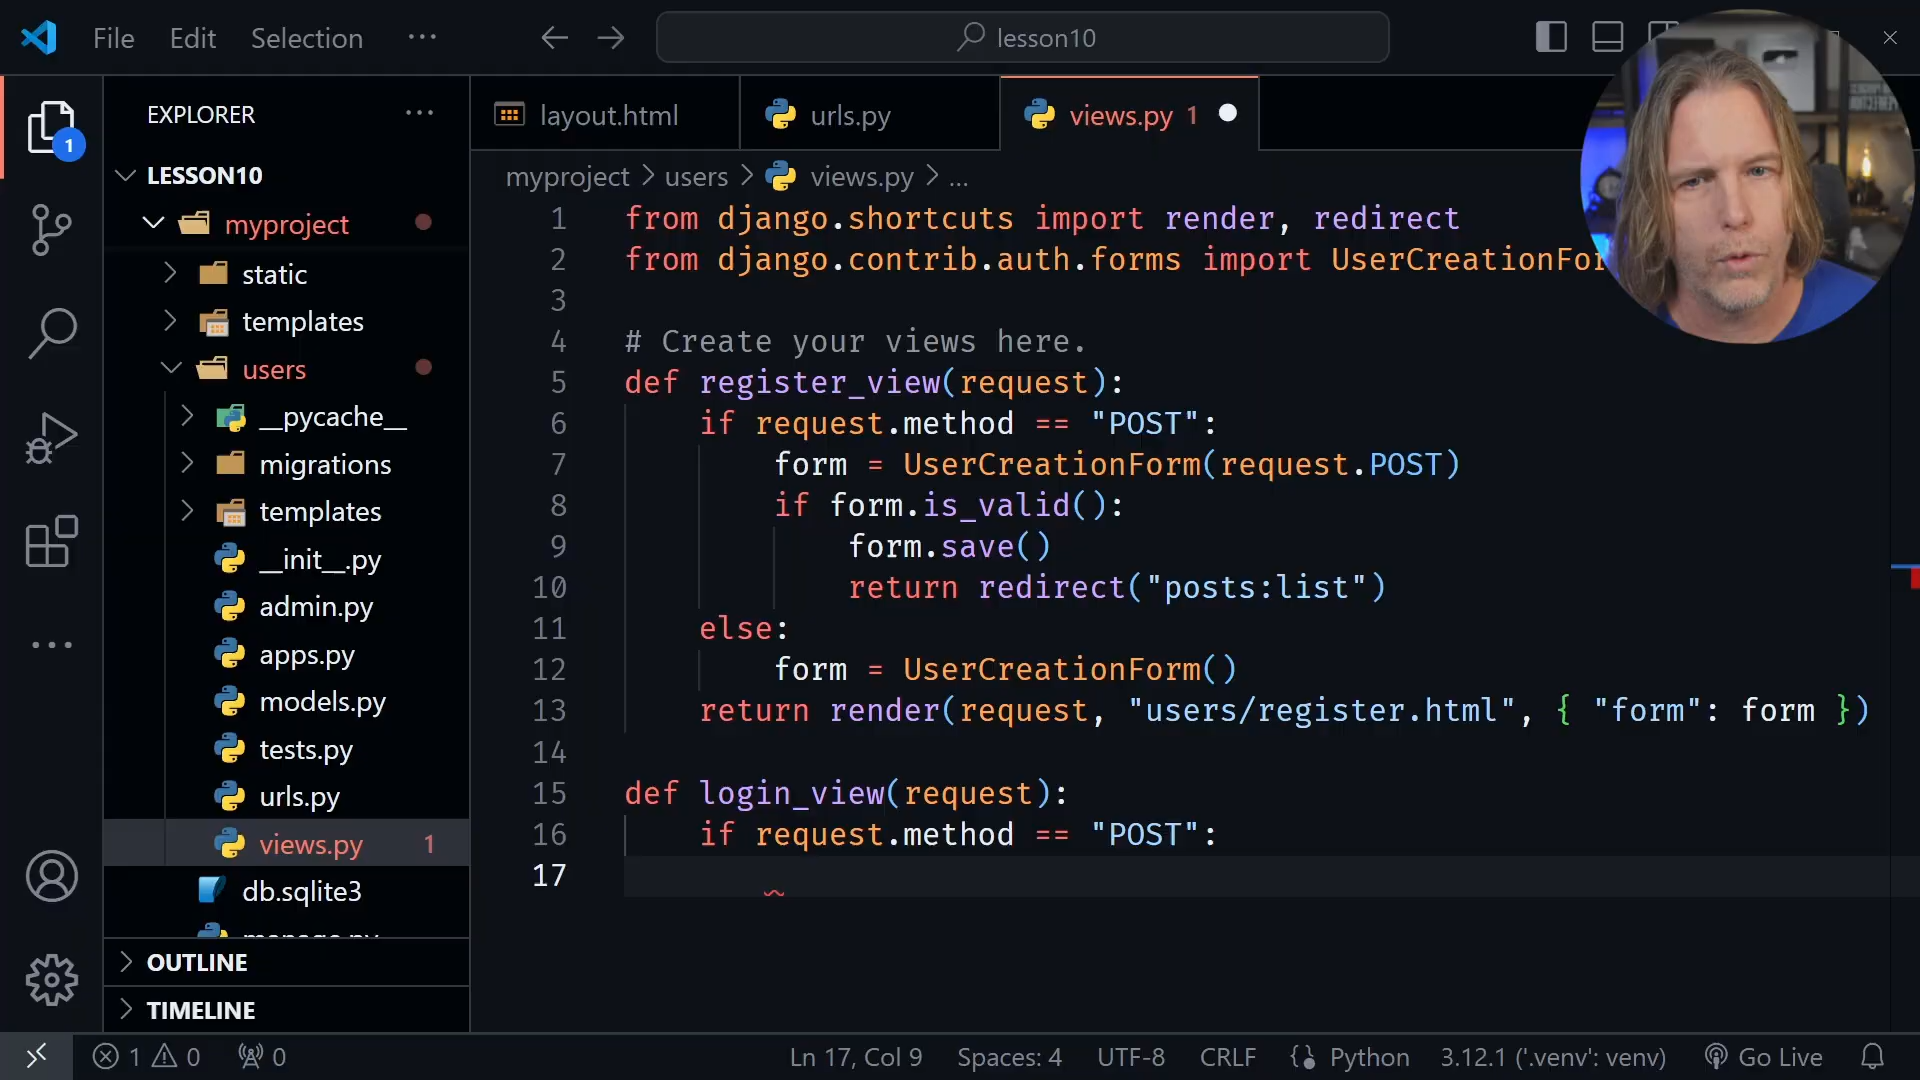 File Edit Selection ...
lesson10
EXPLORER
layout.html
urls.py
views.py 1
1
LESSON10
myproject > users > views.py > ...
myproject
static
templates
users
__pycache__
migrations
templates
__init__.py
admin.py
apps.py
models.py
tests.py
urls.py
views.py 1
db.sqlite3
OUTLINE
TIMELINE
1 from django.shortcuts import render, redirect
2 from django.contrib.auth.forms import UserCreationFor
3
4 # Create your views here.
5 def register_view(request):
6 if request.method == "POST":
7 form = UserCreationForm(request.POST)
8 if form.is_valid():
9 form.save()
10 return redirect("posts:list")
11 else:
12 form = UserCreationForm()
13 return render(request, "users/register.html", { "form": form })
14
15 def login_view(request):
16 if request.method == "POST":
17
1 0 0 Ln 17, Col 9 Spaces: 4 UTF-8 CRLF Python 3.12.1 ('.venv': venv) Go Live